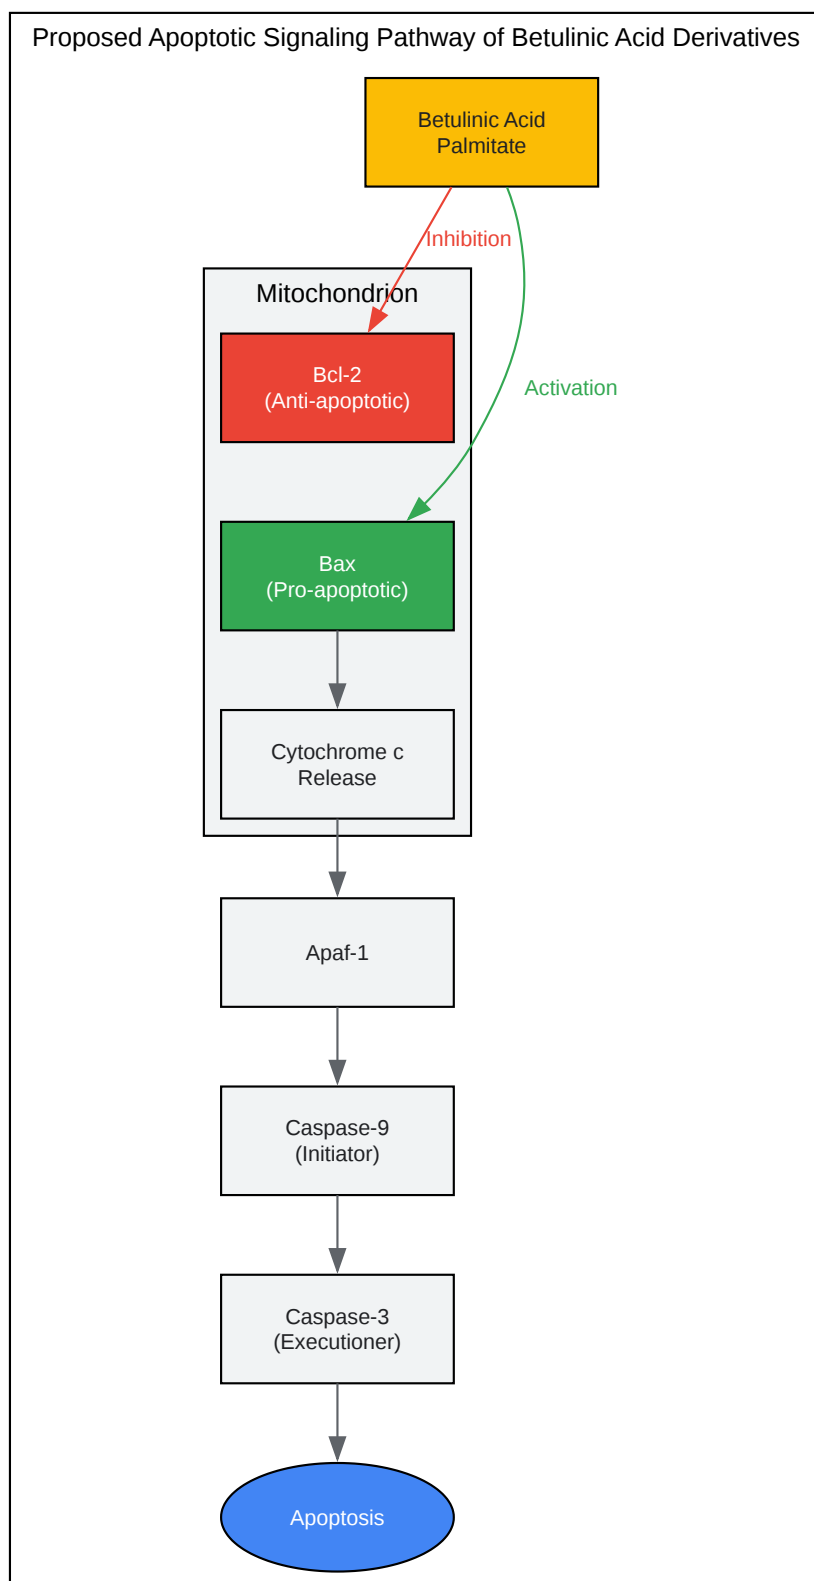 Proposed Apoptotic Signaling Pathway of Betulinic Acid Derivatives
Betulinic Acid
Palmitate
Inhibition
Mitochondrion
Bcl-2
(Anti-apoptotic)
Activation
Bax
(Pro-apoptotic)
Cytochrome c
Release
Apaf-1
Caspase-9
(Initiator)
Caspase-3
(Executioner)
Apoptosis